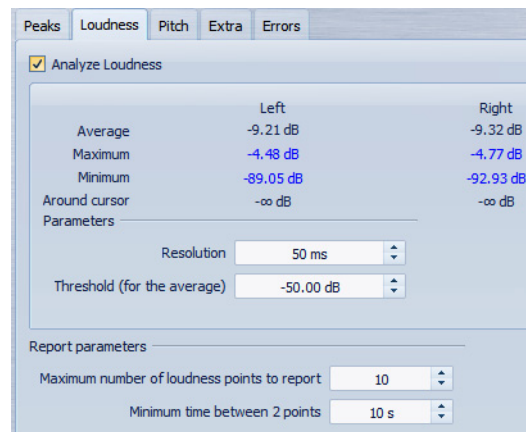 Peaks Loudness Pitch Extra Errors
Analyze Loudness
Left Right
Average -9.21 dB -9.32 dB
Maximum -4.48 dB -4.77 dB
Minimum -89.05 dB -92.93 dB
Around cursor -∞ dB -∞ dB
Parameters
Resolution 50 ms
Threshold (for the average) -50.00 dB
Report parameters
Maximum number of loudness points to report 10
Minimum time between 2 points 10 s